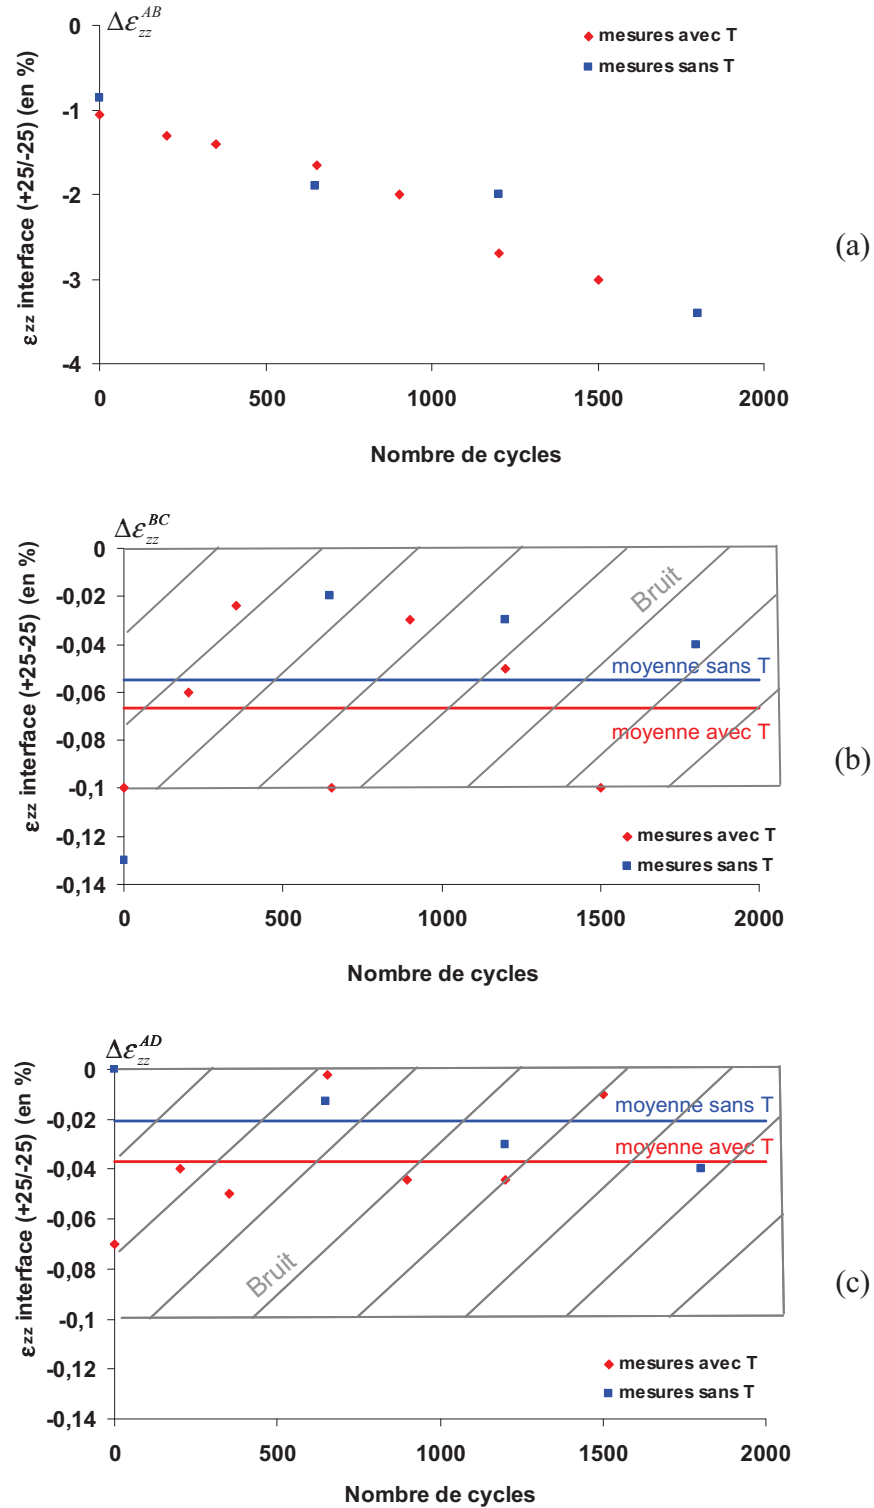 Δε_zz^AB
mesures avec T
mesures sans T
0
-1
-2
-3
-4
εzz interface (+25/-25) (en %)
0 500 1000 1500 2000
Nombre de cycles
(a)
Δε_zz^BC
0
-0,02
-0,04
-0,06
-0,08
-0,1
-0,12
-0,14
εzz interface (+25-25) (en %)
Bruit
moyenne sans T
moyenne avec T
mesures avec T
mesures sans T
0 500 1000 1500 2000
Nombre de cycles
(b)
Δε_zz^AD
0
-0,02
-0,04
-0,06
-0,08
-0,1
-0,12
-0,14
εzz interface (+25/-25) (en %)
moyenne sans T
moyenne avec T
Bruit
mesures avec T
mesures sans T
0 500 1000 1500 2000
Nombre de cycles
(c)